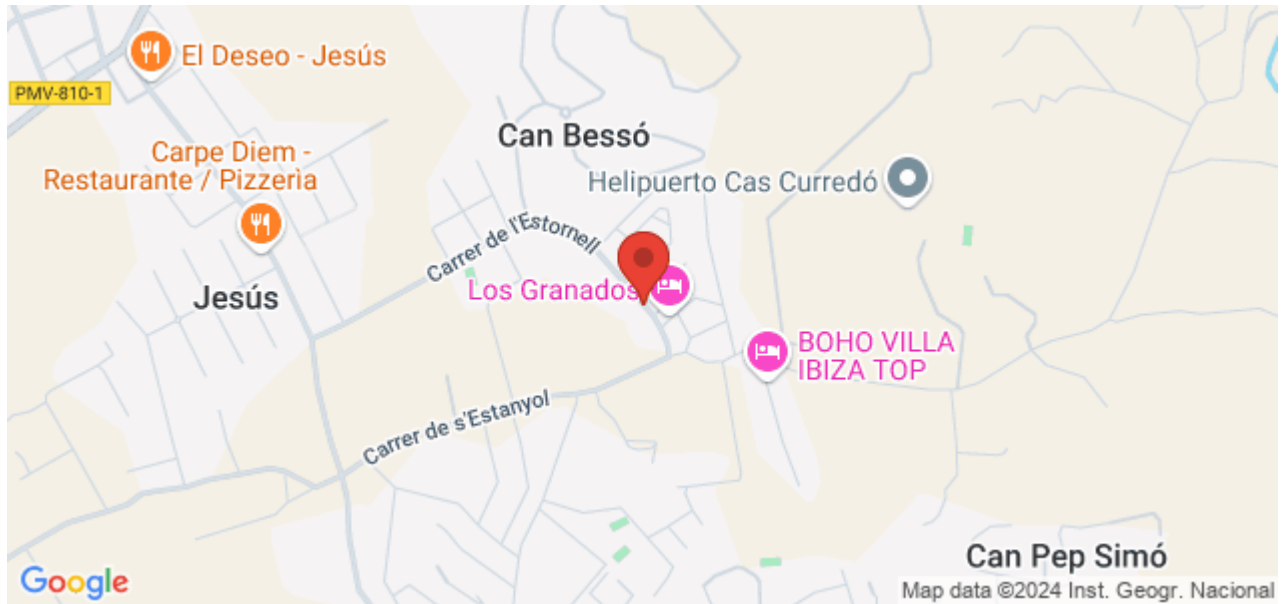 El Deseo - Jesús
PMV-810-1
Can Bessó
Carpe Diem -
Restaurante / Pizzerìa
Helipuerto Cas Curredó
Carrer de l'Estornell
Los Granados
Jesús
BOHO VILLA
IBIZA TOP
Carrer de s'Estanyol
Can Pep Simó
Google
Map data ©2024 Inst. Geogr. Nacional